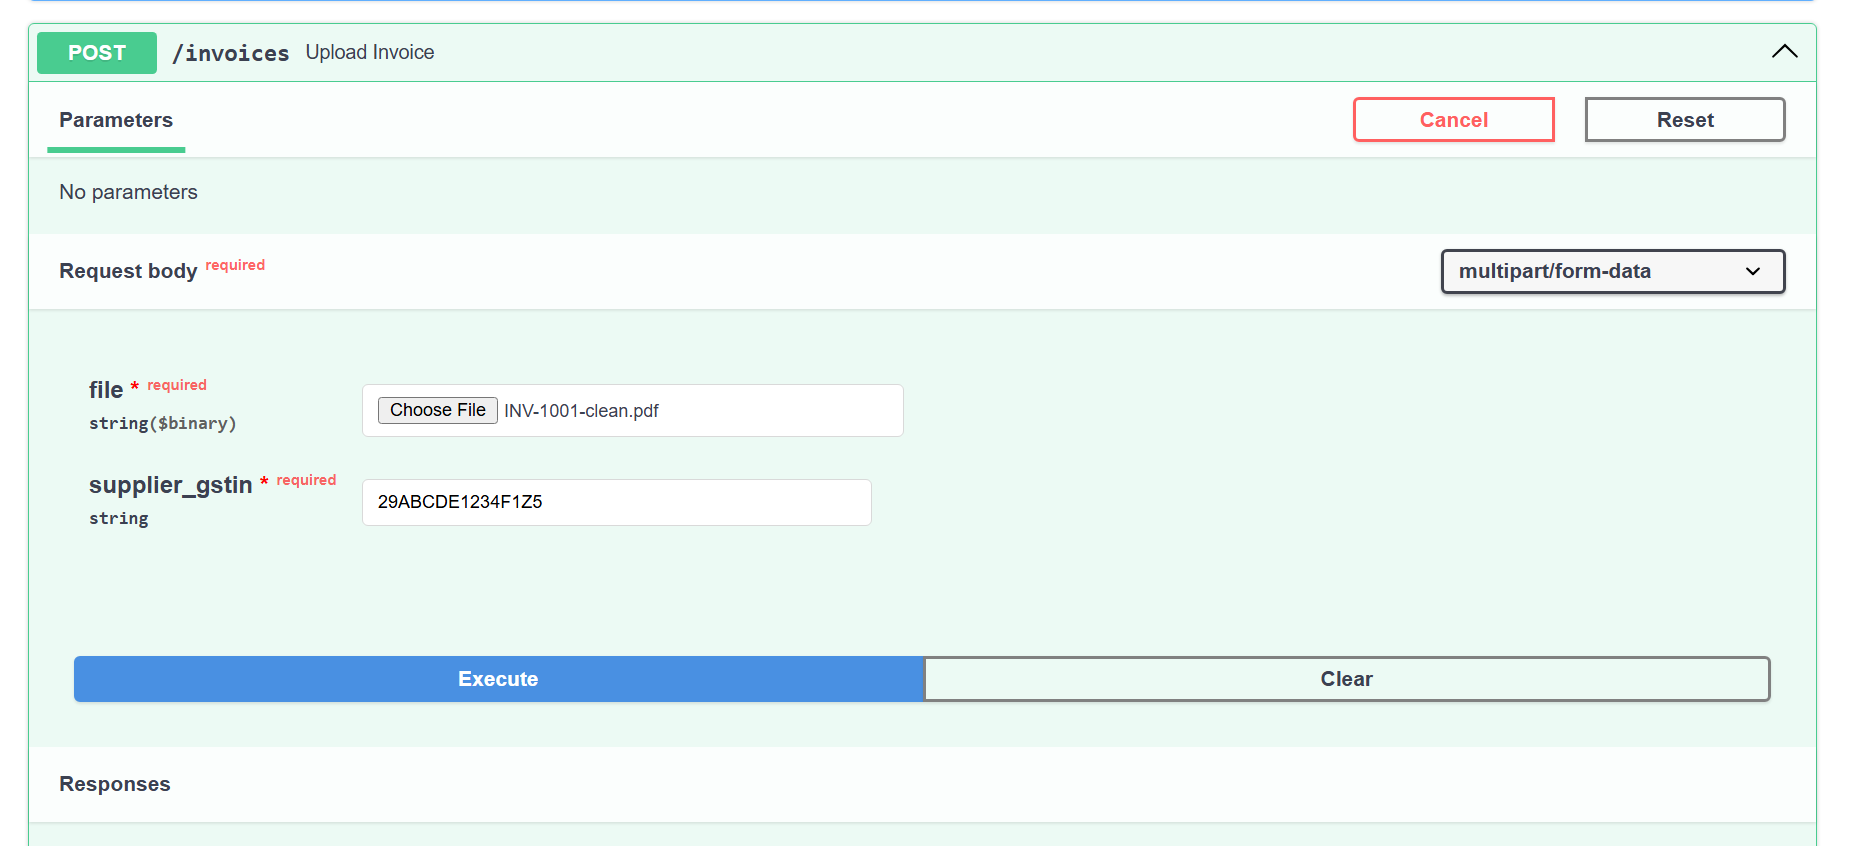 POST /invoices Upload Invoice
Parameters
Cancel
Reset
No parameters
Request body required
multipart/form-data
file * required
string($binary)
Choose File INV-1001-clean.pdf
supplier_gstin * required
string
29ABCDE1234F1Z5
Execute
Clear
Responses